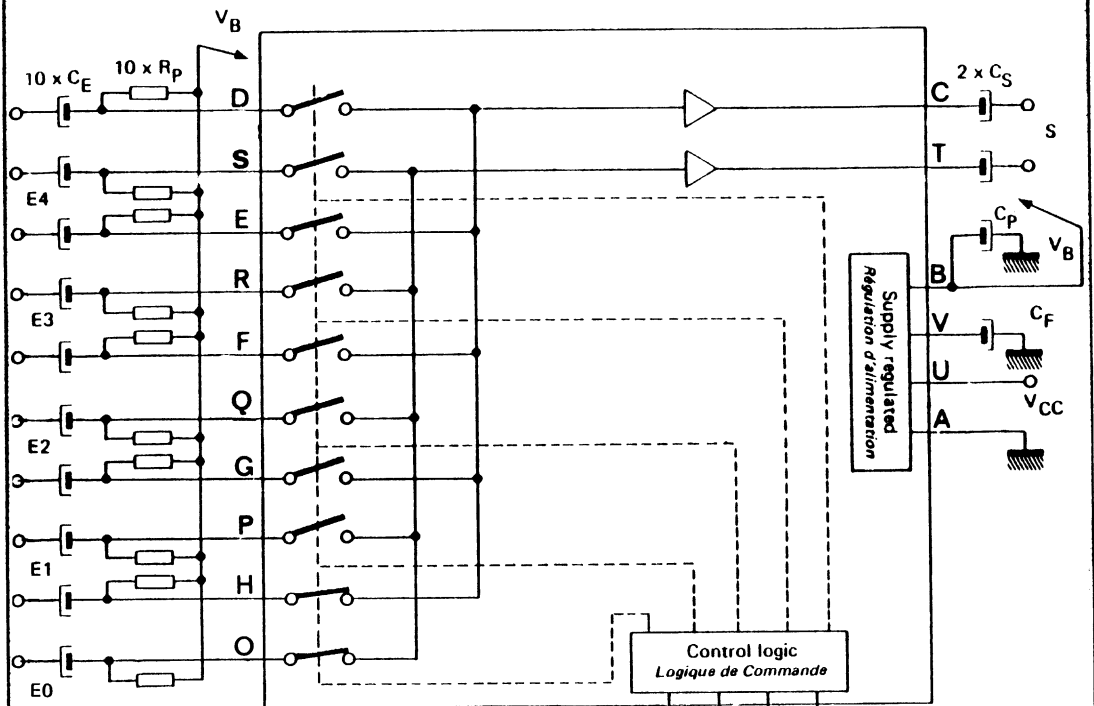 V_B
10 x C_E
10 x R_P
D
C
2 x C_S
S
T
S
E4
E
C_P
V_B
R
B
E3
F
V
C_F
U
V_CC
Q
A
E2
G
Supply regulated
Régulation d'alimentation
P
E1
H
O
E0
Control logic
Logique de Commande